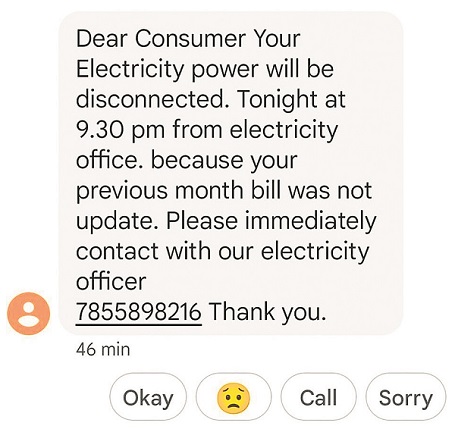 Dear Consumer Your
Electricity power will be
disconnected. Tonight at
9.30 pm from electricity
office. because your
previous month bill was not
update. Please immediately
contact with our electricity
officer
7855898216 Thank you.
46 min
Okay
Call
Sorry